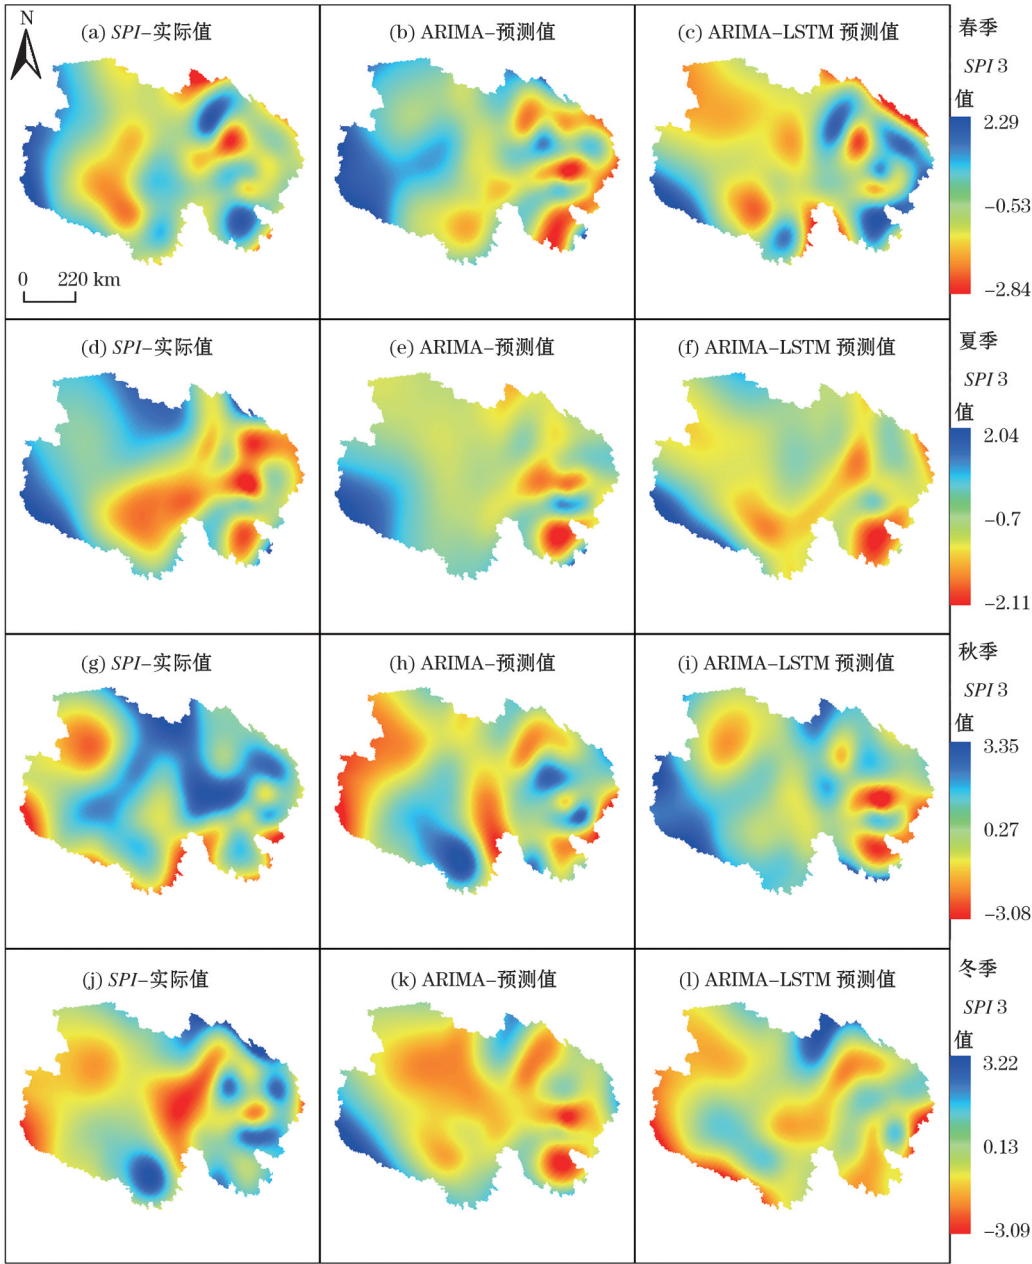 N
(a) SPI–实际值
(b) ARIMA–预测值
(c) ARIMA–LSTM 预测值
春季
SPI 3
值
2.29
−0.53
−2.84
0 220 km
(d) SPI–实际值
(e) ARIMA–预测值
(f) ARIMA–LSTM 预测值
夏季
SPI 3
值
2.04
−0.7
−2.11
(g) SPI–实际值
(h) ARIMA–预测值
(i) ARIMA–LSTM 预测值
秋季
SPI 3
值
3.35
0.27
−3.08
(j) SPI–实际值
(k) ARIMA–预测值
(l) ARIMA–LSTM 预测值
冬季
SPI 3
值
3.22
0.13
−3.09